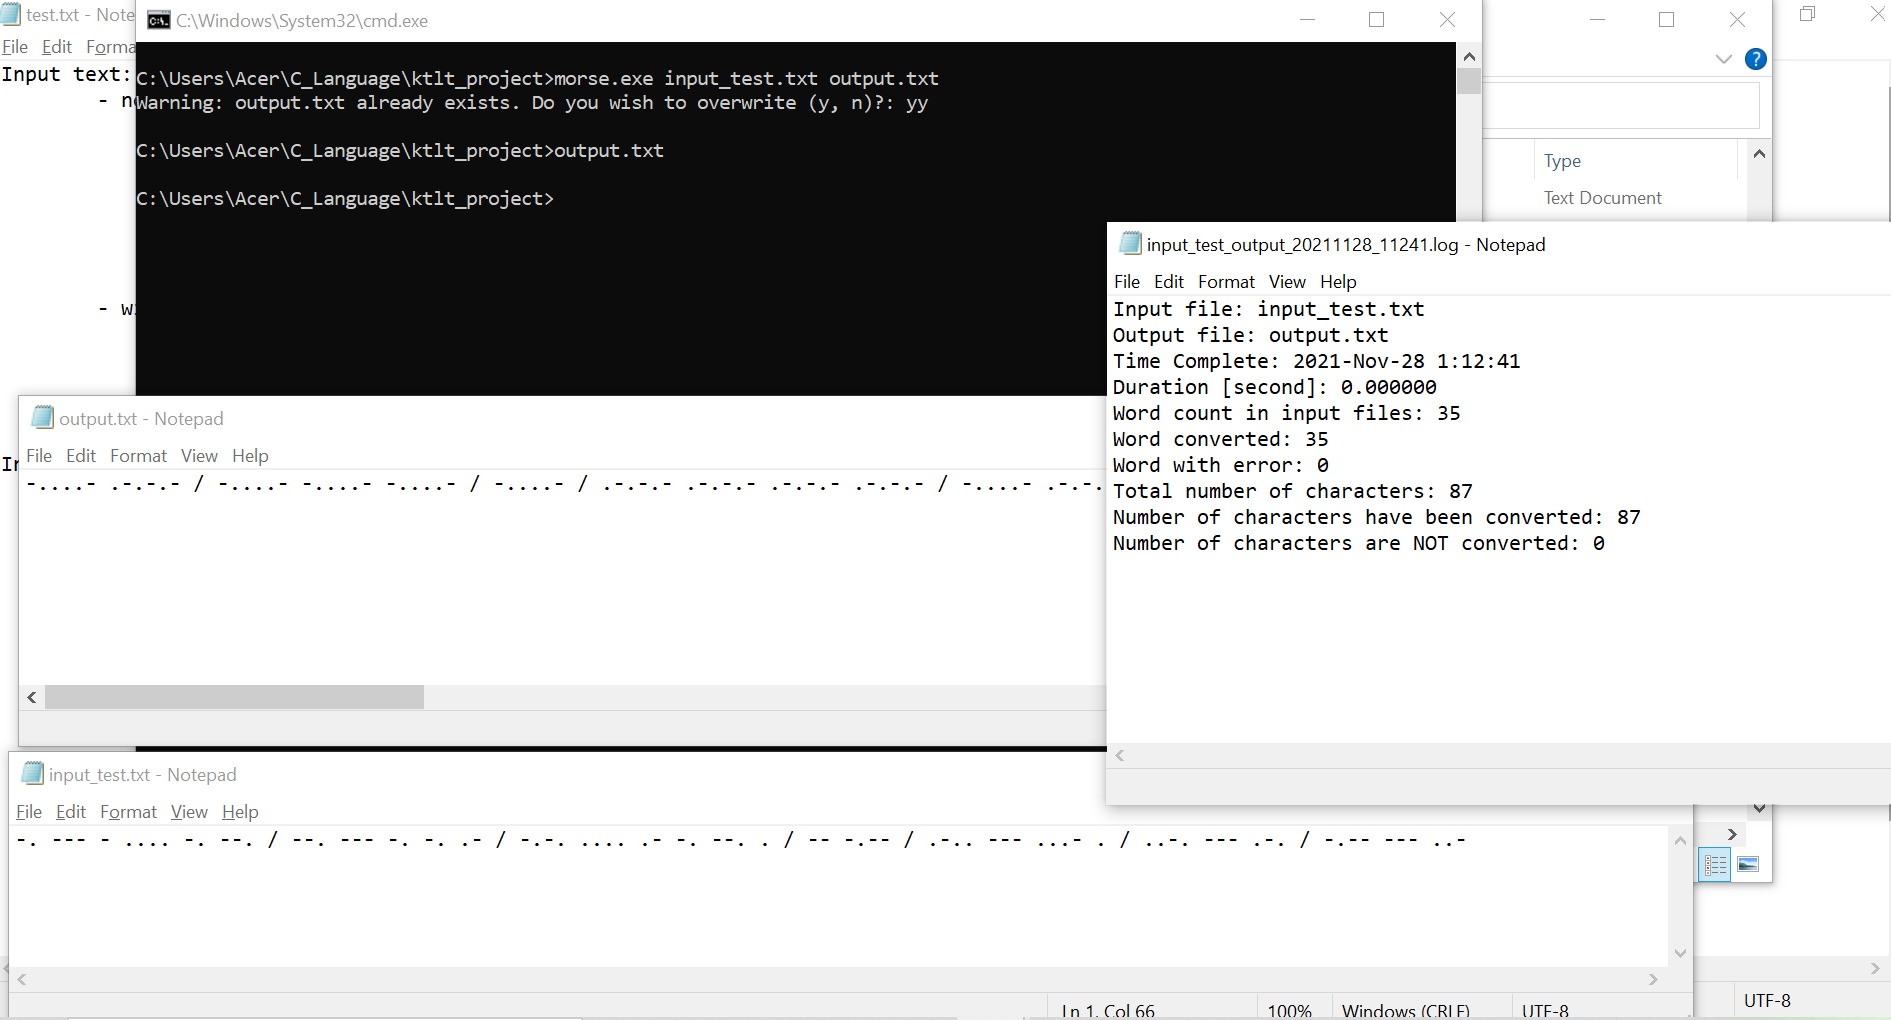 test.txt - Note
File Edit Forma
Input text:
- n
- w
C:\Windows\System32\cmd.exe
C:\Users\Acer\C_Language\ktlt_project>morse.exe input_test.txt output.txt
Warning: output.txt already exists. Do you wish to overwrite (y, n)?: yy
C:\Users\Acer\C_Language\ktlt_project>output.txt
C:\Users\Acer\C_Language\ktlt_project>
?
Type
Text Document
input_test_output_20211128_11241.log - Notepad
File Edit Format View Help
Input file: input_test.txt
Output file: output.txt
Time Complete: 2021-Nov-28 1:12:41
Duration [second]: 0.000000
Word count in input files: 35
Word converted: 35
Word with error: 0
Total number of characters: 87
Number of characters have been converted: 87
Number of characters are NOT converted: 0
output.txt - Notepad
File Edit Format View Help
-....- .-.-.- / -....- -....- -....- / -....- / .-.-.- .-.-.- .-.-.- .-.-.- / -....- .-.-.
input_test.txt - Notepad
File Edit Format View Help
-. --- - .... -. --. / --. --- -. -. .- / -.-. .... .- -. --. . / -- -.-- / .-.. --- ...- . / ..-. --- .-. / -.-- --- ..-
Ln 1, Col 66 100% Windows (CRLF) UTF-8
UTF-8